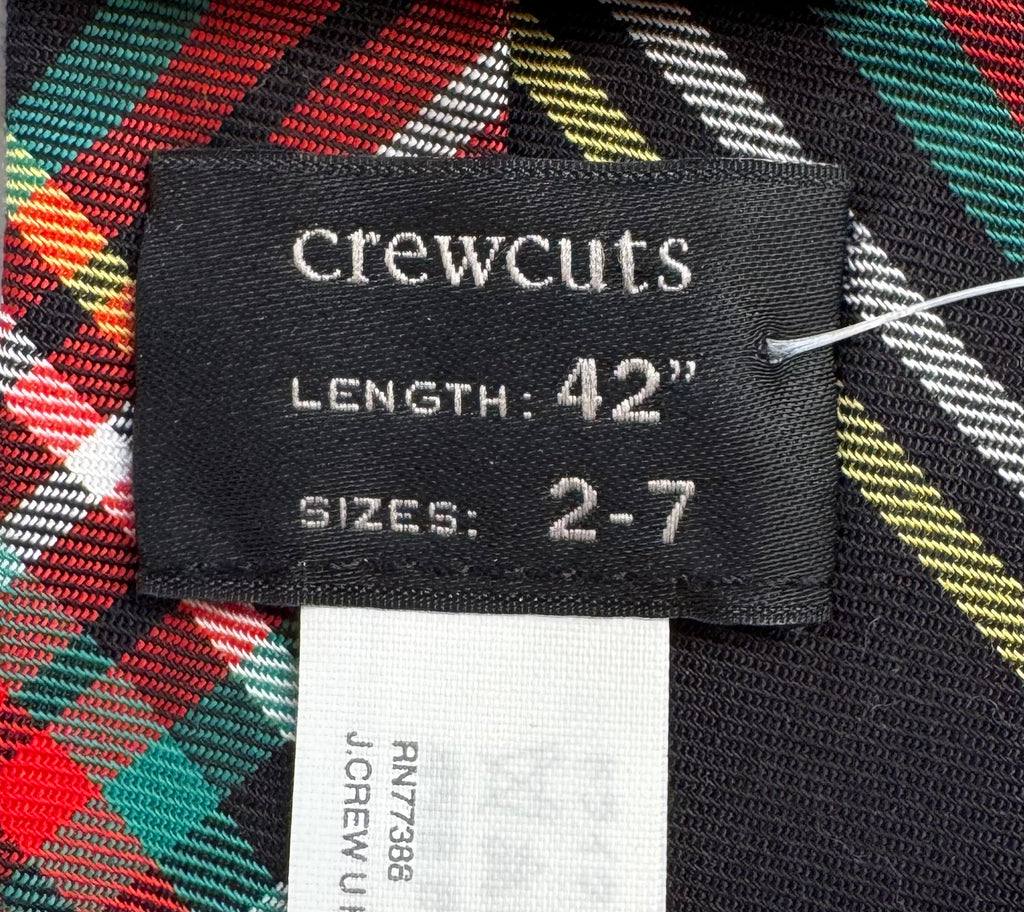 crewcuts
LENGTH: 42”
SIZES: 2-7
RN77388
J.CREW U